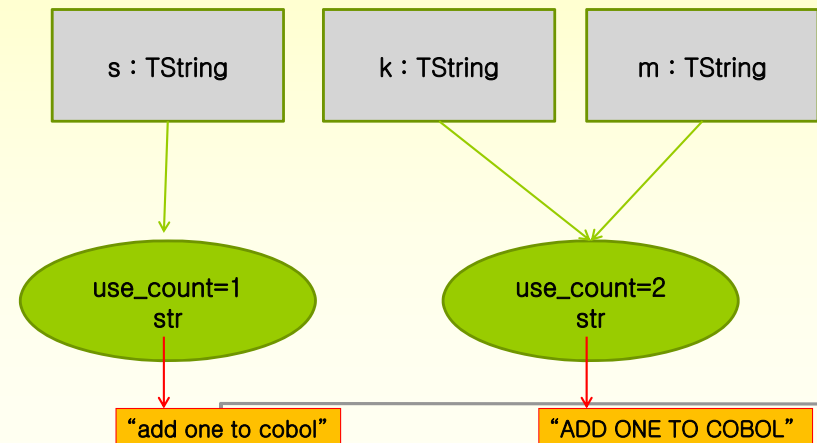 s : TString
k : TString
m : TString
use_count=1
str
use_count=2
str
“add one to cobol”
“ADD ONE TO COBOL”